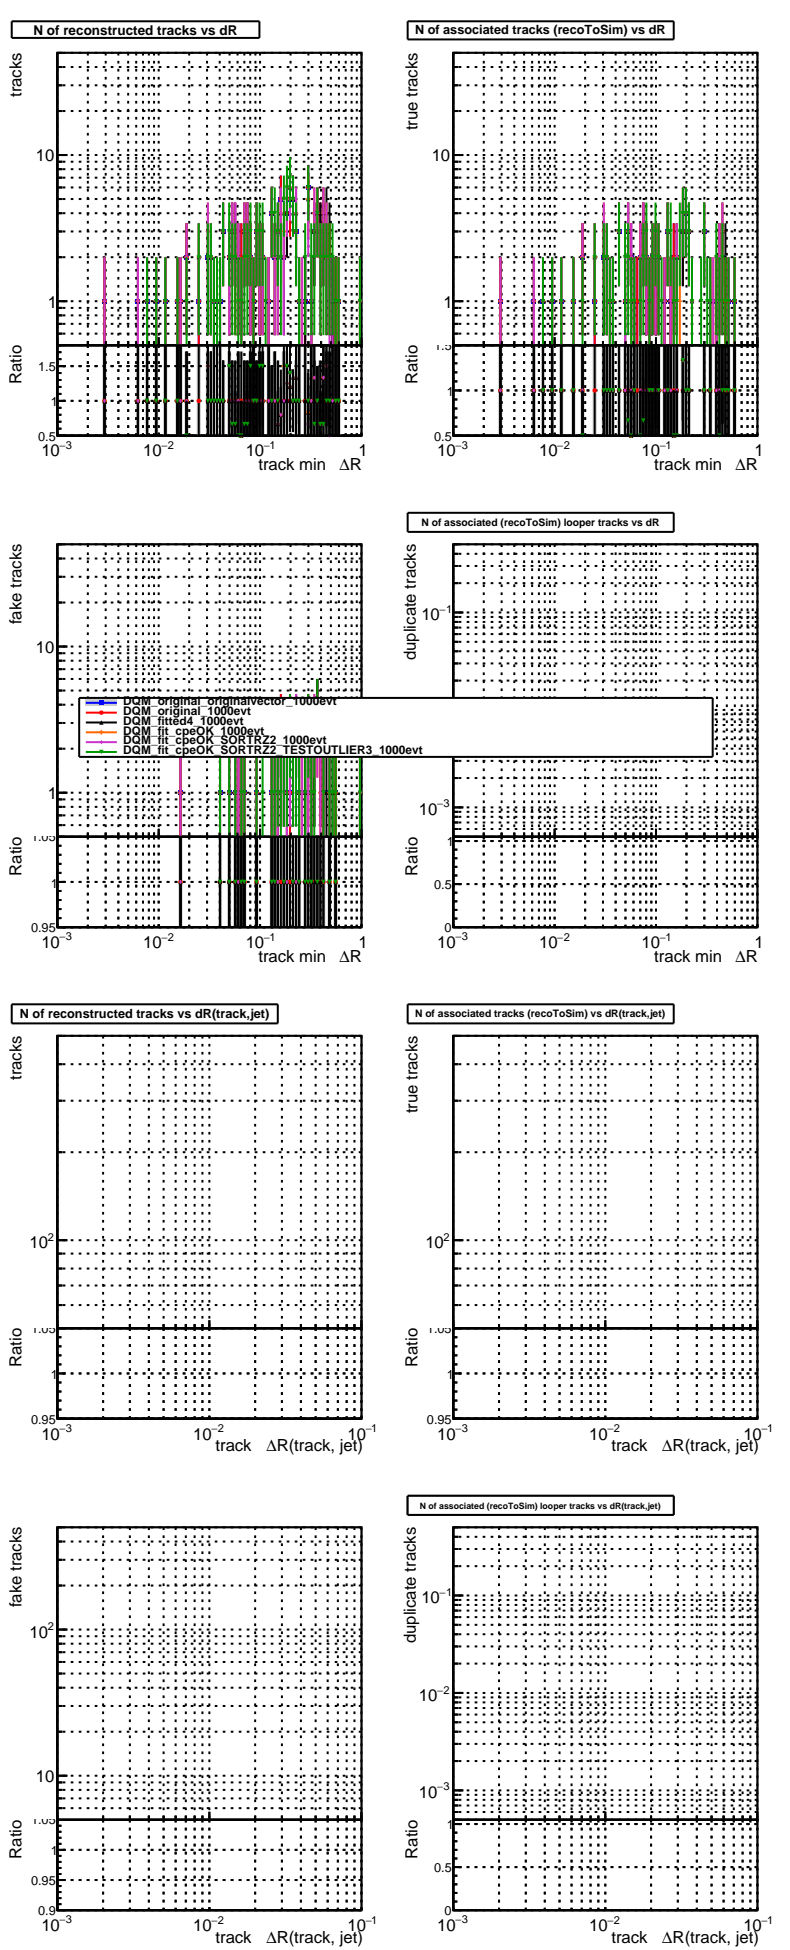 N of reconstructed tracks vs dR
N of associated tracks (recoToSim) vs dR
tracks
10
1
Ratio
1.5
1
0.5
10−3 10−2 10−1 1
track min ΔR
true tracks
10
1
Ratio
1.5
1
0.5
10−3 10−2 10−1 1
track min ΔR
N of associated (recoToSim) looper tracks vs dR
fake tracks
10
1
Ratio
1.05
1
0.95
10−3 10−2 10−1 1
track min ΔR
duplicate tracks
10−1
10−3
Ratio
1
0.5
0
10−3 10−2 10−1 1
track min ΔR
DQM_original_originalvector_1000evt
DQM_original_1000evt
DQM_fitted4_1000evt
DQM_fit_cpeOK_1000evt
DQM_fit_cpeOK_SORTRZ2_1000evt
DQM_fit_cpeOK_SORTRZ2_TESTOUTLIER3_1000evt
N of reconstructed tracks vs dR(track,jet)
N of associated tracks (recoToSim) vs dR(track,jet)
tracks
102
Ratio
1.05
1
0.95
10−3 10−2 10−1
track ΔR(track, jet)
true tracks
102
Ratio
1.05
1
0.95
10−3 10−2 10−1
track ΔR(track, jet)
N of associated (recoToSim) looper tracks vs dR(track,jet)
fake tracks
102
10
Ratio
1.05
1
0.95
0.9
10−3 10−2 10−1
track ΔR(track, jet)
duplicate tracks
10−1
10−2
10−3
Ratio
1
0.5
0
10−3 10−2 10−1
track ΔR(track, jet)